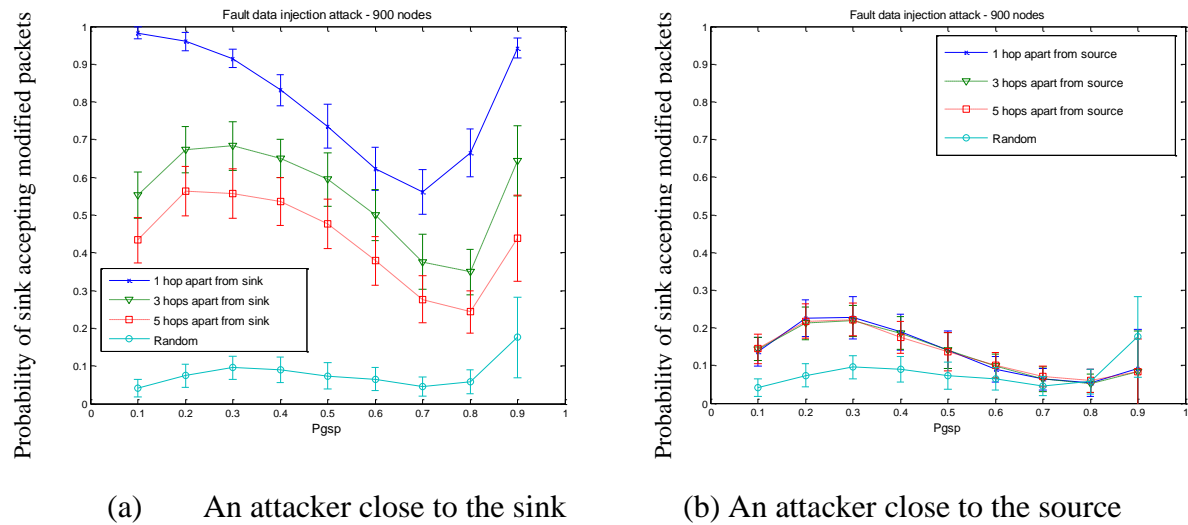 Fault data injection attack - 900 nodes
Probability of sink accepting modified packets
1
0.9
0.8
0.7
0.6
0.5
0.4
0.3
0.2
0.1
0
1 hop apart from sink
3 hops apart from sink
5 hops apart from sink
Random
0 0.1 0.2 0.3 0.4 0.5 0.6 0.7 0.8 0.9 1
Pgsp
(a) An attacker close to the sink
Fault data injection attack - 900 nodes
Probability of sink accepting modified packets
1
0.9
0.8
0.7
0.6
0.5
0.4
0.3
0.2
0.1
0
1 hop apart from source
3 hops apart from source
5 hops apart from source
Random
0 0.1 0.2 0.3 0.4 0.5 0.6 0.7 0.8 0.9 1
Pgsp
(b) An attacker close to the source